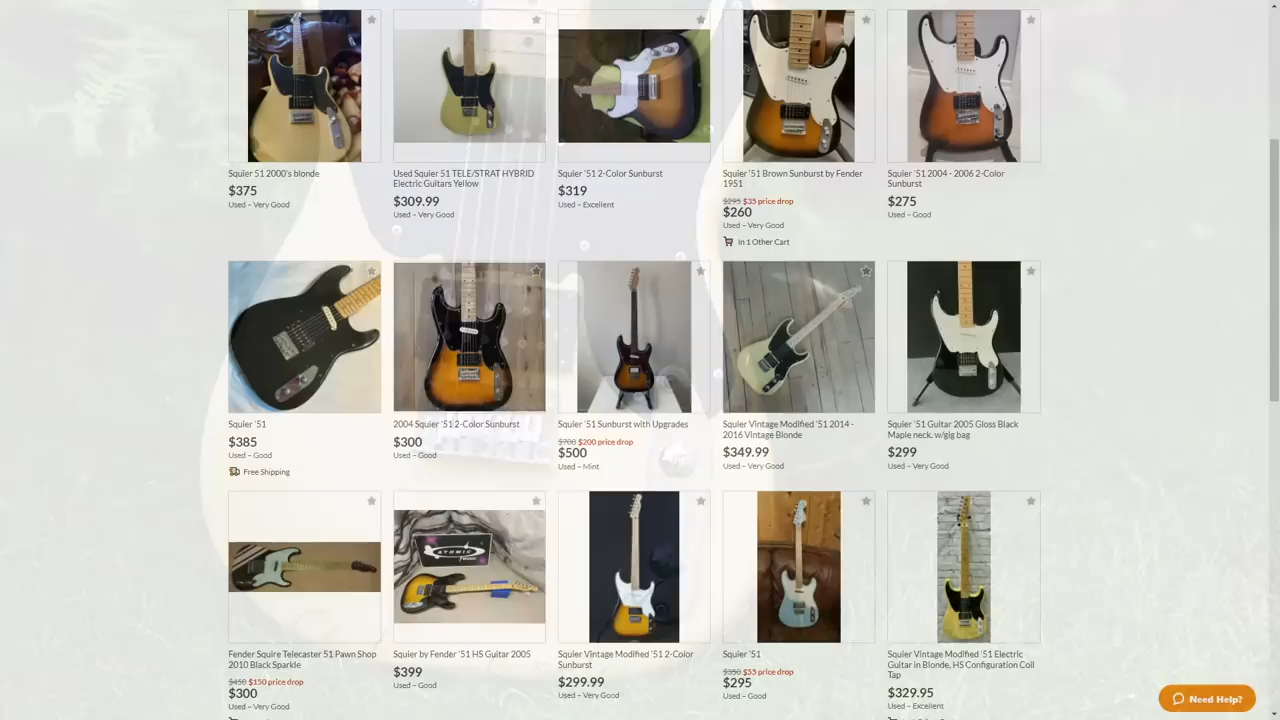 Squier 51 2000's blonde
$375
Used – Very Good
Used Squier 51 TELE/STRAT HYBRID
Electric Guitars Yellow
$309.99
Used – Very Good
Squier '51 2-Color Sunburst
$319
Used – Excellent
Squier '51 Brown Sunburst by Fender
1951
$295 $35 price drop
$260
Used – Very Good
In 1 Other Cart
Squier '51 2004 - 2006 2-Color
Sunburst
$275
Used – Good
Squier '51
$385
Used – Good
Free Shipping
2004 Squier '51 2-Color Sunburst
$300
Used – Good
Squier '51 Sunburst with Upgrades
$700 $200 price drop
$500
Used – Mint
Squier Vintage Modified '51 2014 -
2016 Vintage Blonde
$349.99
Used – Very Good
Squier '51 Guitar 2005 Gloss Black
Maple neck. w/gig bag
$299
Used – Very Good
ATOMIC
Fender Squire Telecaster 51 Pawn Shop
2010 Black Sparkle
$450 $150 price drop
$300
Used – Very Good
Squier by Fender '51 HS Guitar 2005
$399
Used – Good
Squier Vintage Modified '51 2-Color
Sunburst
$299.99
Used – Very Good
Squier '51
$350 $55 price drop
$295
Used – Good
Squier Vintage Modified '51 Electric
Guitar in Blonde, HS Configuration Coil
Tap
$329.95
Used – Excellent
Need Help?